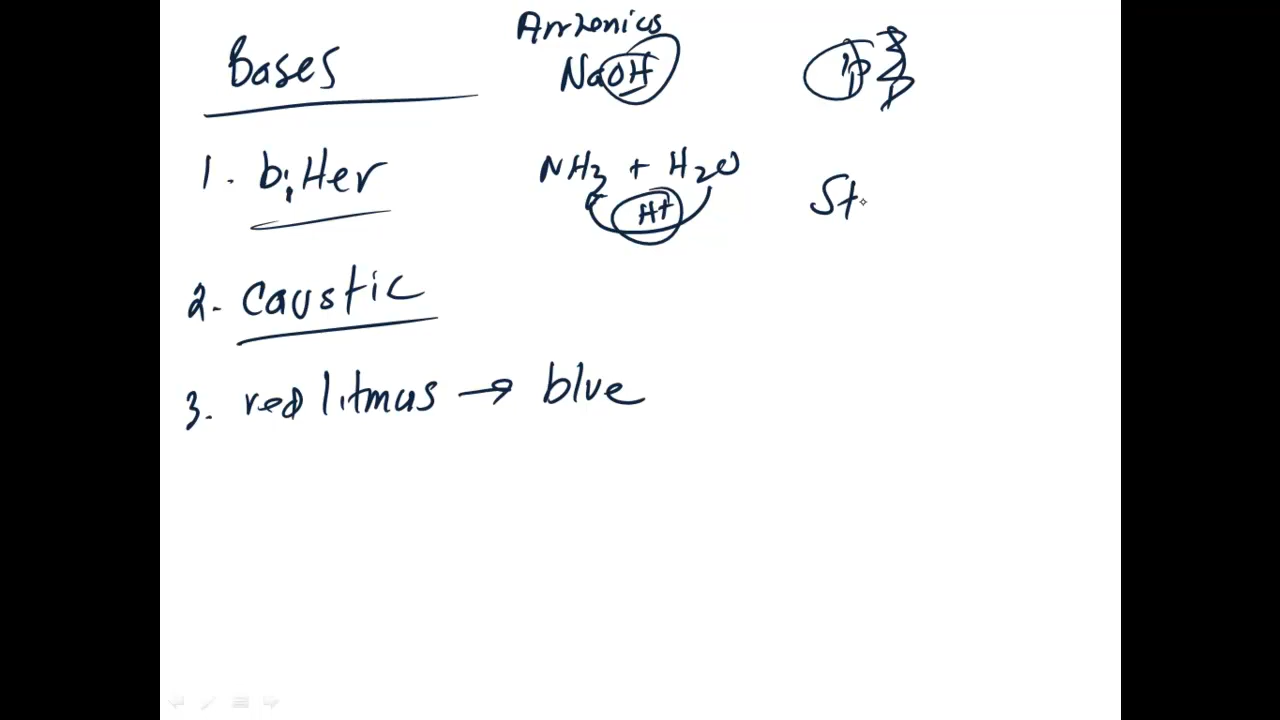 Bases
Arrhenius
NaOH
1. bitter
NH3 + H2O
H+
St
2. caustic
3. red litmus → blue